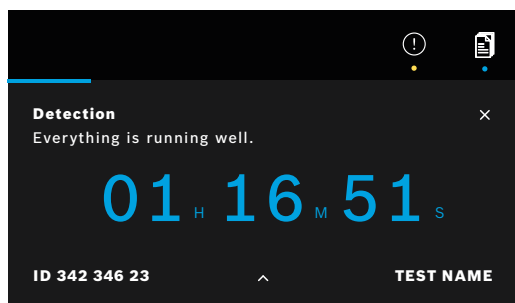 Detection
Everything is running well.
01 H 16 M 51 S
ID 342 346 23
TEST NAME